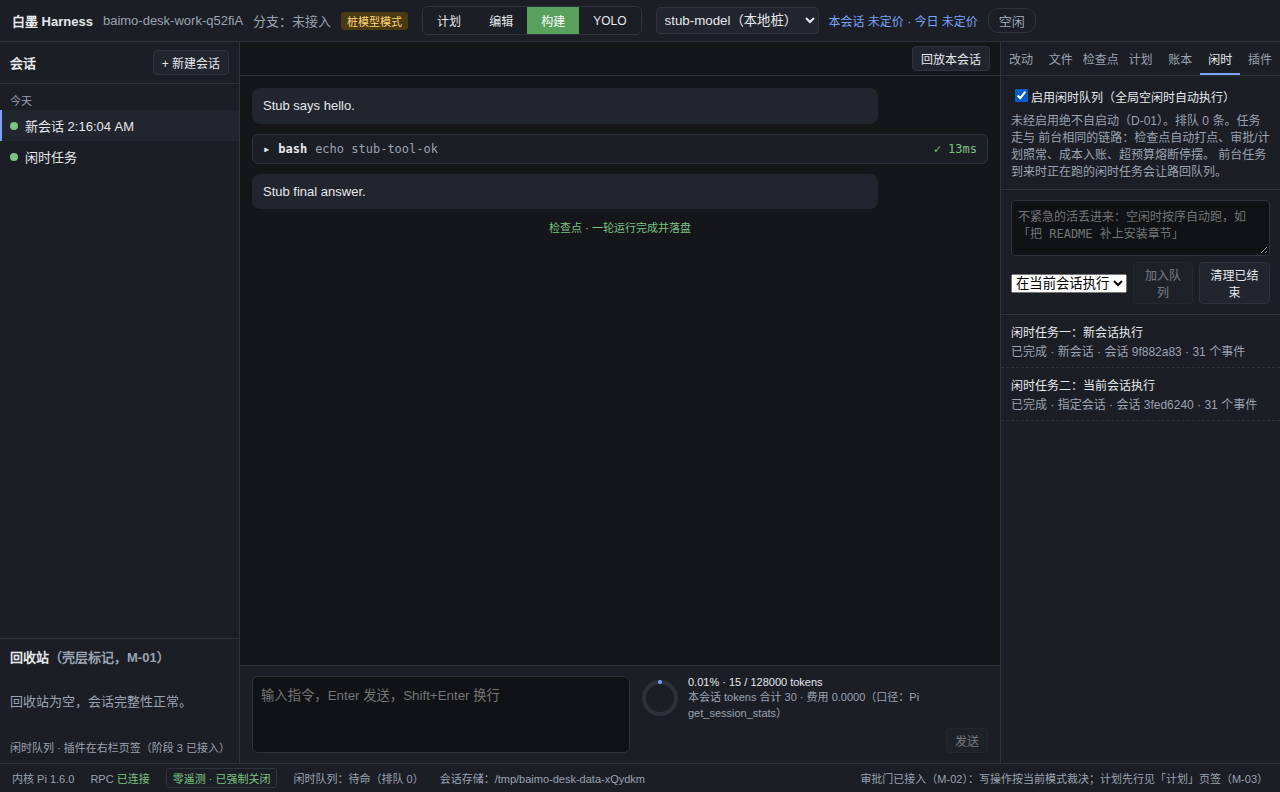 白墨 Harness baimo-desk-work-q52fiA 分支：未接入 桩模型模式 计划 编辑 构建 YOLO stub-model（本地桩） 本会话 未定价 · 今日 未定价 空闲
会话 + 新建会话
今天
新会话 2:16:04 AM
闲时任务
回收站（壳层标记，M-01）
回收站为空，会话完整性正常。
闲时队列 · 插件在右栏页签（阶段 3 已接入）
回放本会话
Stub says hello.
▸ bash echo stub-tool-ok ✓ 13ms
Stub final answer.
检查点 · 一轮运行完成并落盘
输入指令，Enter 发送，Shift+Enter 换行
0.01% · 15 / 128000 tokens
本会话 tokens 合计 30 · 费用 0.0000（口径：Pi
get_session_stats）
发送
改动 文件 检查点 计划 账本 闲时 插件
启用闲时队列（全局空闲时自动执行）
未经启用绝不自启动（D-01）。排队 0 条。任务
走与 前台相同的链路：检查点自动打点、审批/计
划照常、成本入账、超预算熔断停摆。 前台任务
到来时正在跑的闲时任务会让路回队列。
不紧急的活丢进来：空闲时按序自动跑，如
「把 README 补上安装章节」
在当前会话执行
加入队
列
清理已结
束
闲时任务一：新会话执行
已完成 · 新会话 · 会话 9f882a83 · 31 个事件
闲时任务二：当前会话执行
已完成 · 指定会话 · 会话 3fed6240 · 31 个事件
内核 Pi 1.6.0 RPC 已连接 零遥测 · 已强制关闭 闲时队列：待命（排队 0） 会话存储：/tmp/baimo-desk-data-xQydkm 审批门已接入（M-02）：写操作按当前模式裁决；计划先行见「计划」页签（M-03）